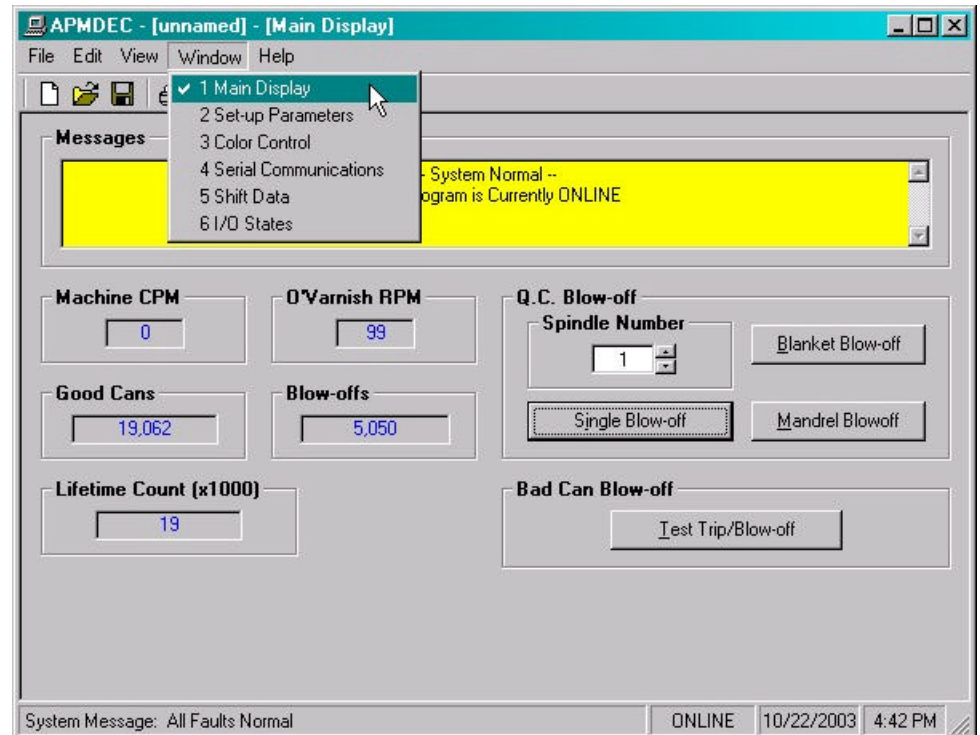 APMDEC - [unnamed] - [Main Display]
File Edit View Window Help
1 Main Display
2 Set-up Parameters
3 Color Control
4 Serial Communications
5 Shift Data
6 I/O States
Messages
System Normal --
is Currently ONLINE
Machine CPM
0
O'Varnish RPM
99
Q.C. Blow-off
Spindle Number
1
Blanket Blow-off
Good Cans
19,062
Blow-offs
5,050
Single Blow-off
Mandrel Blowoff
Lifetime Count (x1000)
19
Bad Can Blow-off
Test Trip/Blow-off
System Message: All Faults Normal
ONLINE
10/22/2003
4:42 PM